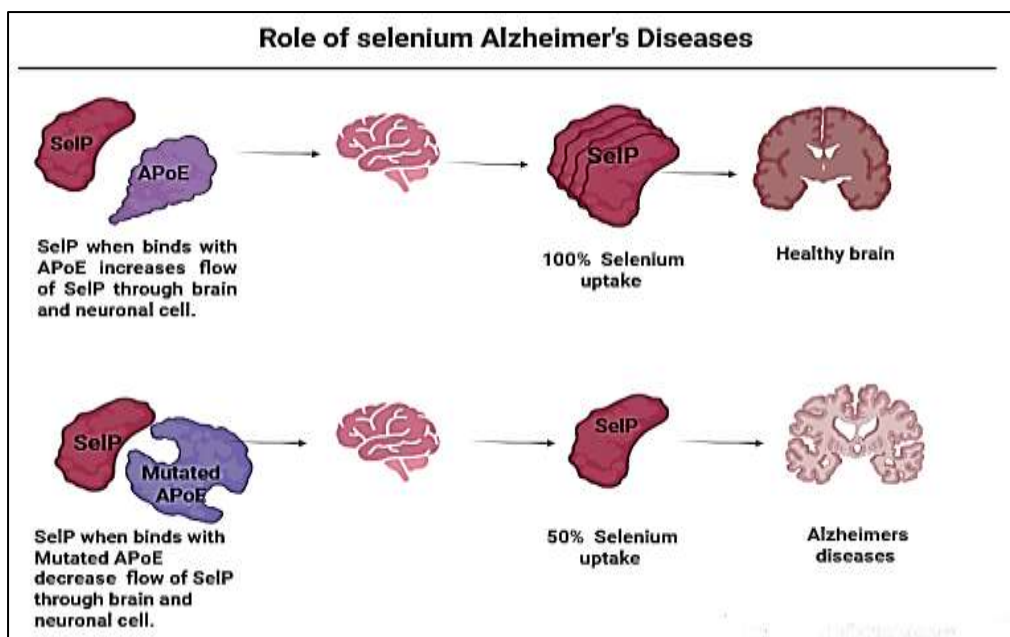 Role of selenium Alzheimer's Diseases
SelP
APoE
SelP
SelP when binds with
APoE increases flow
of SelP through brain
and neuronal cell.
100% Selenium
uptake
Healthy brain
SelP
Mutated
APoE
SelP
SelP when binds with
Mutated APoE
decrease flow of SelP
through brain and
neuronal cell.
50% Selenium
uptake
Alzheimers
diseases